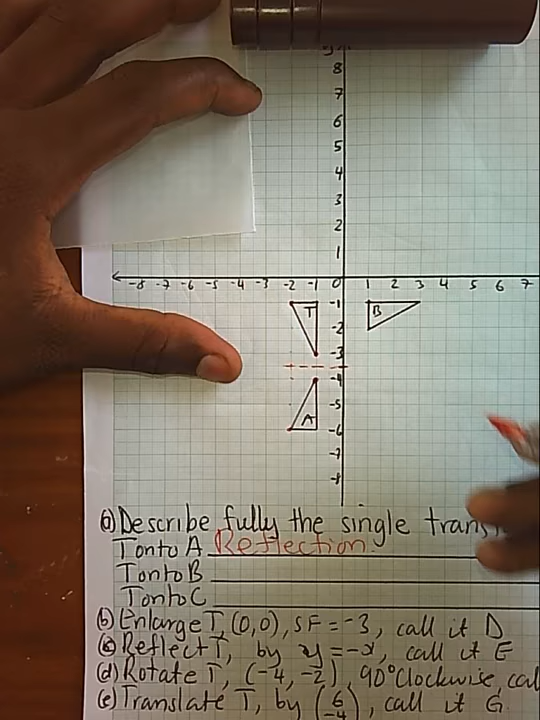 y
8
7
6
5
4
3
2
1
-8 -7 -6 -5 -4 -3 -2 -1 0 1 2 3 4 5 6 7
-1
-2
-3
-4
-5
-6
-7
-8
T
B
A
(a) Describe fully the single
T onto A Reflection
T onto B
T onto C
(b) Enlarge T, (0,0), SF = -3, call it D
(c) Reflect T, by y = -x, call it E
(d) Rotate T, (-4, -2), 90° clockwise,
(e) Translate T, by (6 -4), call it G